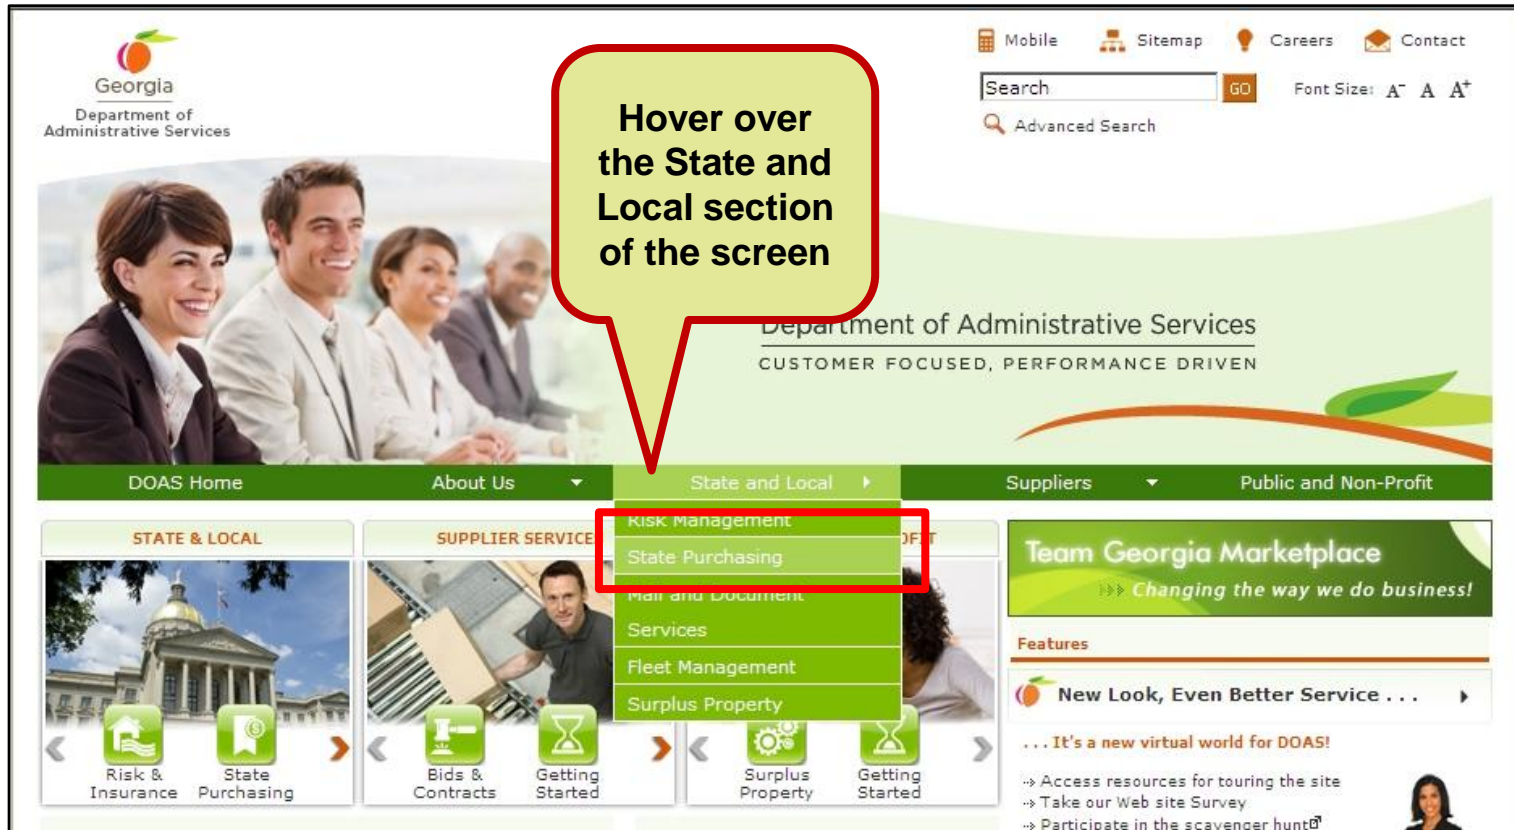 Georgia
Department of
Administrative Services
Mobile
Sitemap
Careers
Contact
Search
GO
Font Size: A- A A+
Advanced Search
Hover over
the State and
Local section
of the screen
Department of Administrative Services
CUSTOMER FOCUSED, PERFORMANCE DRIVEN
DOAS Home
About Us
State and Local
Suppliers
Public and Non-Profit
Risk Management
State Purchasing
Mail and Document
Services
Fleet Management
Surplus Property
STATE & LOCAL
Risk &
Insurance
State
Purchasing
SUPPLIER SERVICE
Bids &
Contracts
Getting
Started
Surplus
Property
Getting
Started
Team Georgia Marketplace
Changing the way we do business!
Features
New Look, Even Better Service . . .
. . . It's a new virtual world for DOAS!
Access resources for touring the site
Take our Web site Survey
Participate in the scavenger hunt